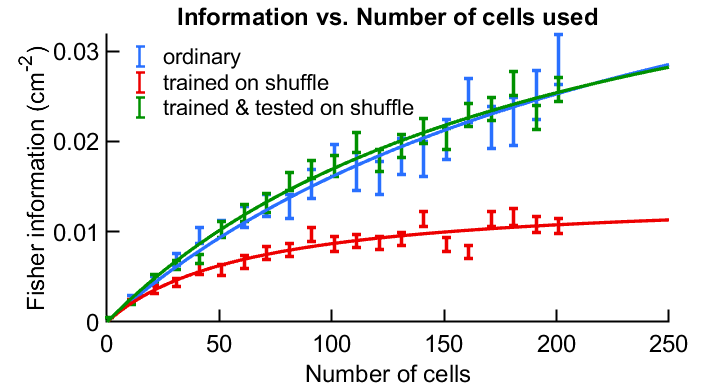 Information vs. Number of cells used
Fisher information (cm⁻²)
0.03
0.02
0.01
0
ordinary
trained on shuffle
trained & tested on shuffle
0 50 100 150 200 250
Number of cells